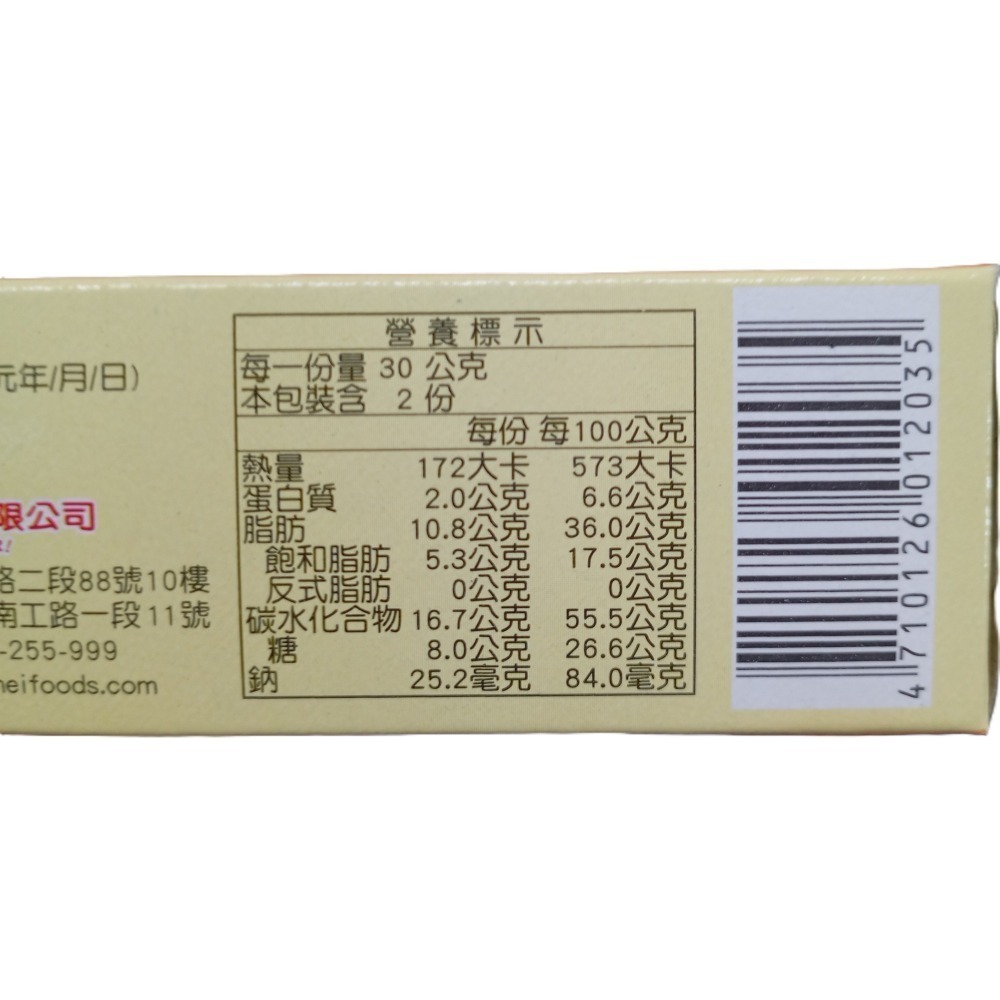 元年/月/日)
限公司
路二段88號10樓
南工路一段11號
-255-999
meifoods.com
營養標示
每一份量 30 公克
本包裝含 2 份
每份 每100公克
熱量 172大卡 573大卡
蛋白質 2.0公克 6.6公克
脂肪 10.8公克 36.0公克
飽和脂肪 5.3公克 17.5公克
反式脂肪 0公克 0公克
碳水化合物 16.7公克 55.5公克
糖 8.0公克 26.6公克
鈉 25.2毫克 84.0毫克
4 710126 012035